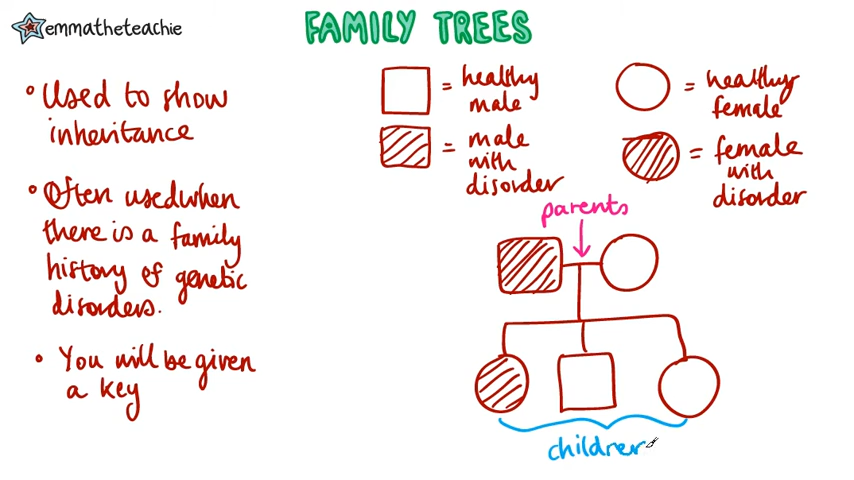 emmatheteachie
FAMILY TREES
• Used to show
inheritance
• Often used when
there is a family
history of genetic
disorders.
• You will be given
a key
= healthy
male
= healthy
female
= male
with
disorder
= female
with
disorder
parents
children